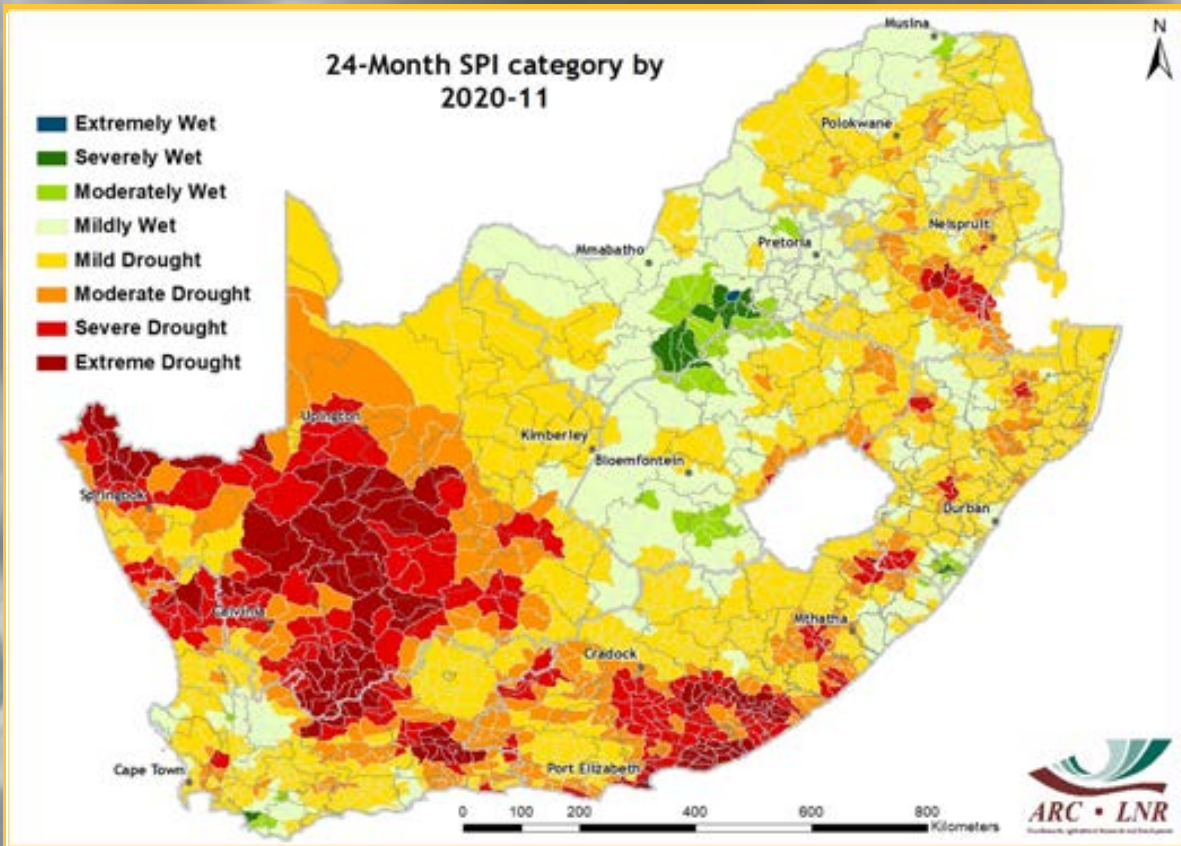 24-Month SPI category by
2020-11
N
Extremely Wet
Severely Wet
Moderately Wet
Mildly Wet
Mild Drought
Moderate Drought
Severe Drought
Extreme Drought
Musina
Polokwane
Nelspruit
Mmabatho
Pretoria
Upington
Kimberley
Bloemfontein
Springbok
Durban
Calvinia
Mthatha
Cradock
Cape Town
Port Elizabeth
0 100 200 400 600 800
Kilometers
ARC • LNR